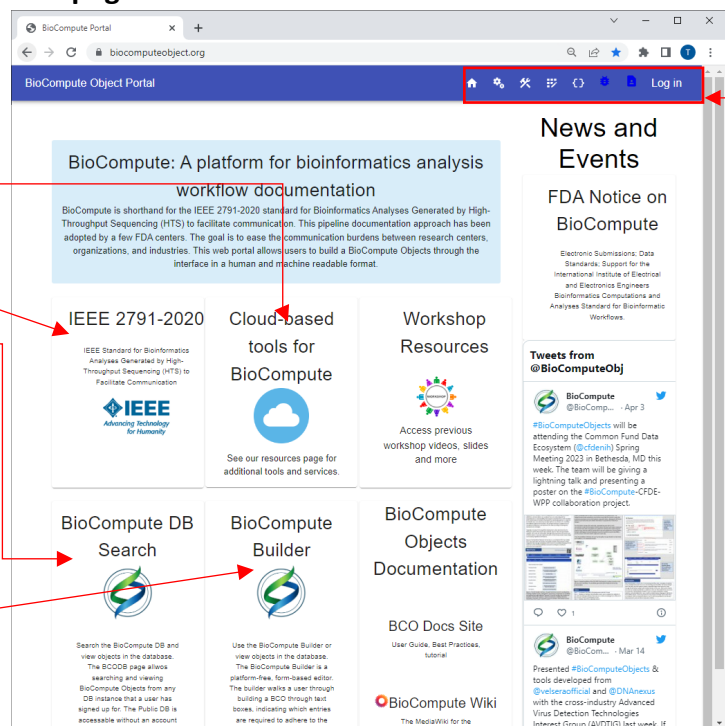 BioCompute Portal
biocomputeobject.org
T
BioCompute Object Portal
Log in
BioCompute: A platform for bioinformatics analysis
workflow documentation
BioCompute is shorthand for the IEEE 2791-2020 standard for Bioinformatics Analyses Generated by High-
Throughput Sequencing (HTS) to facilitate communication. This pipeline documentation approach has been
adopted by a few FDA centers. The goal is to ease the communication burdens between research centers,
organizations, and industries. This web portal allows users to build a BioCompute Objects through the
interface in a human and machine readable format.
IEEE 2791-2020
IEEE Standard for Bioinformatics
Analyses Generated by High-
Throughput Sequencing (HTS) to
Facilitate Communication
IEEE
Advancing Technology
for Humanity
Cloud-based
tools for
BioCompute
See our resources page for
additional tools and services.
Workshop
Resources
WORKSHOP
Access previous
workshop videos, slides
and more
BioCompute DB
Search
Search the BioCompute DB and
view objects in the database.
The BCODB page allwos
searching and viewing
BioCompute Objects from any
DB instance that a user has
signed up for. The Public DB is
accessable without an account
BioCompute
Builder
Use the BioCompute Builder or
view objects in the database.
The BioCompute Builder is a
platform-free, form-based editor.
The builder walks a user through
building a BCO through text
boxes, indicating which entries
are required to adhere to the
BioCompute
Objects
Documentation
BCO Docs Site
User Guide, Best Practices,
tutorial
BioCompute Wiki
The MediaWiki for the
News and
Events
FDA Notice on
BioCompute
Electronic Submissions; Data
Standards; Support for the
International Institute of Electrical
and Electronics Engineers
Bioinformatics Computations and
Analyses Standard for Bioinformatic
Workflows.
Tweets from
@BioComputeObj
BioCompute
@BioComp... · Apr 3
#BioComputeObjects will be
attending the Common Fund Data
Ecosystem (@cfdenih) Spring
Meeting 2023 in Bethesda, MD this
week. The team will be giving a
lightning talk and presenting a
poster on the #BioCompute-CFDE-
WPP collaboration project.
1
BioCompute
@BioCom... · Mar 14
Presented #BioComputeObjects &
tools developed from
@velseraofficial and @DNAnexus
with the cross-industry Advanced
Virus Detection Technologies
Interest Group (AVDTIG) last week. If